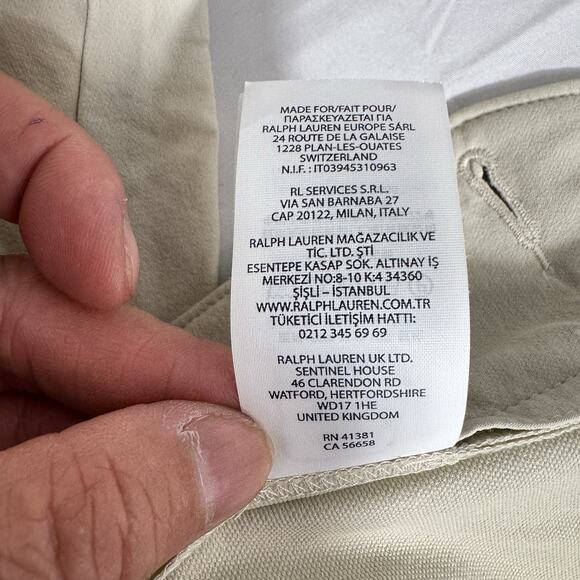 MADE FOR/FAIT POUR/
ΠΑΡΑΣΚΕΥΑΖΕΤΑΙ ΓΙΑ
RALPH LAUREN EUROPE SÁRL
24 ROUTE DE LA GALAISE
1228 PLAN-LES-OUATES
SWITZERLAND
N.I.F. : IT03945310963
RL SERVICES S.R.L.
VIA SAN BARNABA 27
CAP 20122, MILAN, ITALY
RALPH LAUREN MAĞAZACILIK VE
TİC. LTD. ŞTİ
ESENTEPE KASAP SOK. ALTINAY İŞ
MERKEZİ NO:8-10 K:4 34360
ŞİŞLİ – İSTANBUL
WWW.RALPHLAUREN.COM.TR
TÜKETİCİ İLETİŞİM HATTI:
0212 345 69 69
RALPH LAUREN UK LTD.
SENTINEL HOUSE
46 CLARENDON RD
WATFORD, HERTFORDSHIRE
WD17 1HE
UNITED KINGDOM
RN 41381
CA 56658